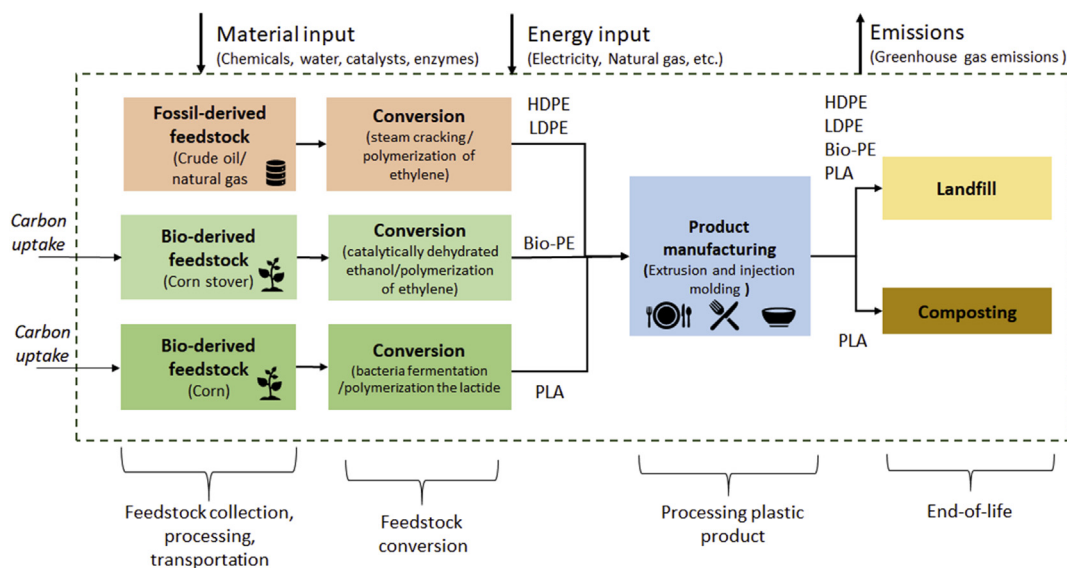 Material input
(Chemicals, water, catalysts, enzymes)
Energy input
(Electricity, Natural gas, etc.)
Emissions
(Greenhouse gas emissions)
Fossil-derived
feedstock
(Crude oil/
natural gas
Conversion
(steam cracking/
polymerization of
ethylene)
HDPE
LDPE
Carbon
uptake
Bio-derived
feedstock
(Corn stover)
Conversion
(catalytically dehydrated
ethanol/polymerization
of ethylene)
Bio-PE
Carbon
uptake
Bio-derived
feedstock
(Corn)
Conversion
(bacteria fermentation
/polymerization the lactide
PLA
Product
manufacturing
(Extrusion and injection
molding )
HDPE
LDPE
Bio-PE
PLA
Landfill
Composting
PLA
Feedstock collection,
processing,
transportation
Feedstock
conversion
Processing plastic
product
End-of-life